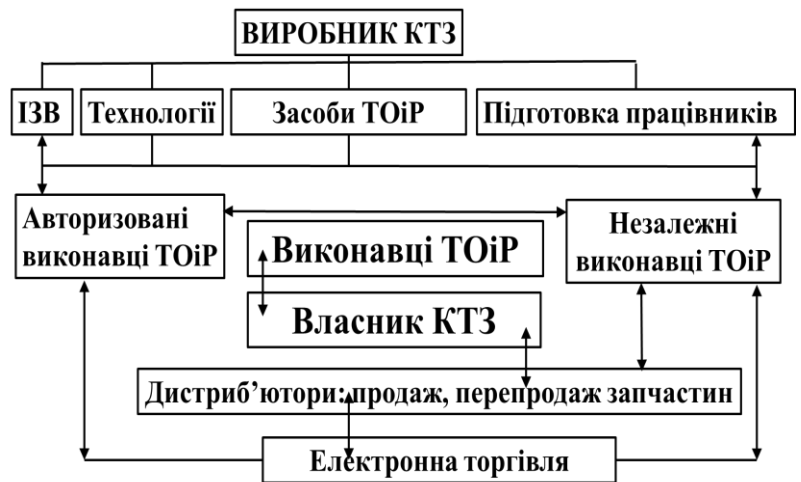 ВИРОБНИК КТЗ
ІЗВ
Технології
Засоби ТОіР
Підготовка працівників
Авторизовані
виконавці ТОіР
Незалежні
виконавці ТОіР
Виконавці ТОіР
Власник КТЗ
Дистриб’ютори: продаж, перепродаж запчастин
Електронна торгівля